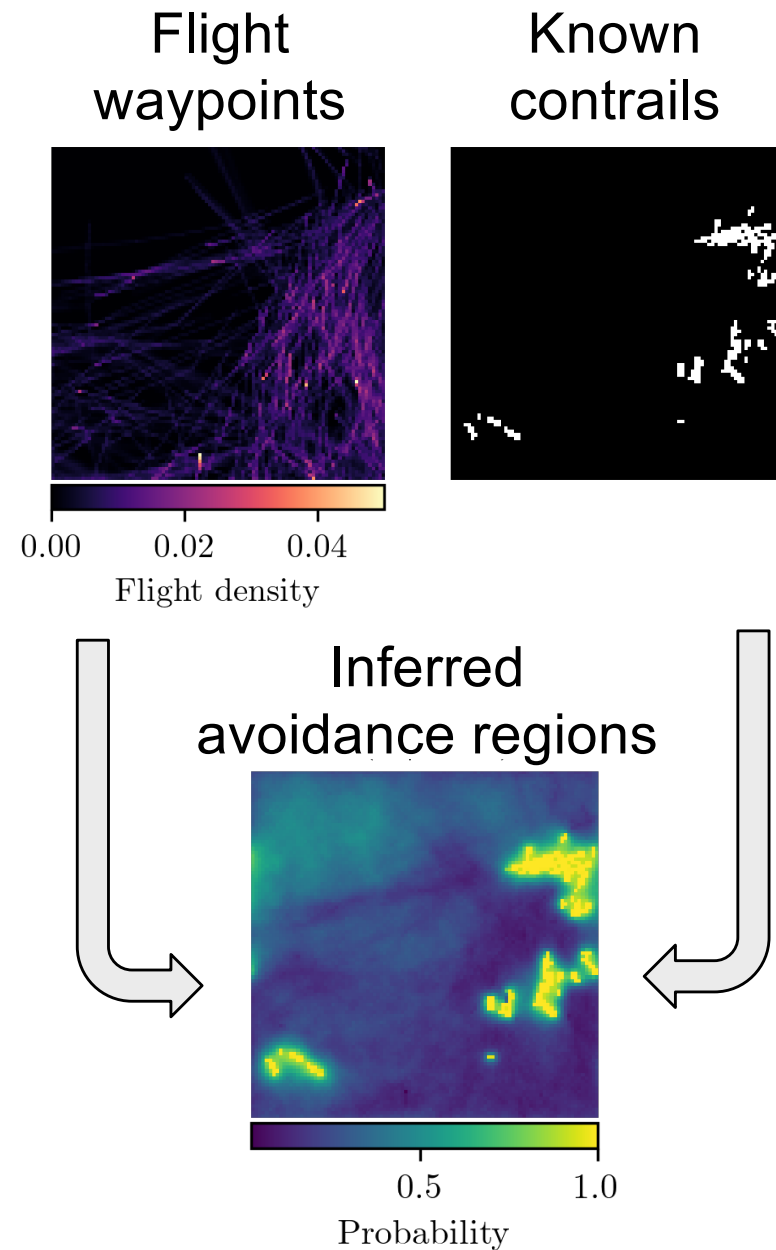 Flight
waypoints
Known
contrails
0.00 0.02 0.04
Flight density
Inferred
avoidance regions
0.5 1.0
Probability